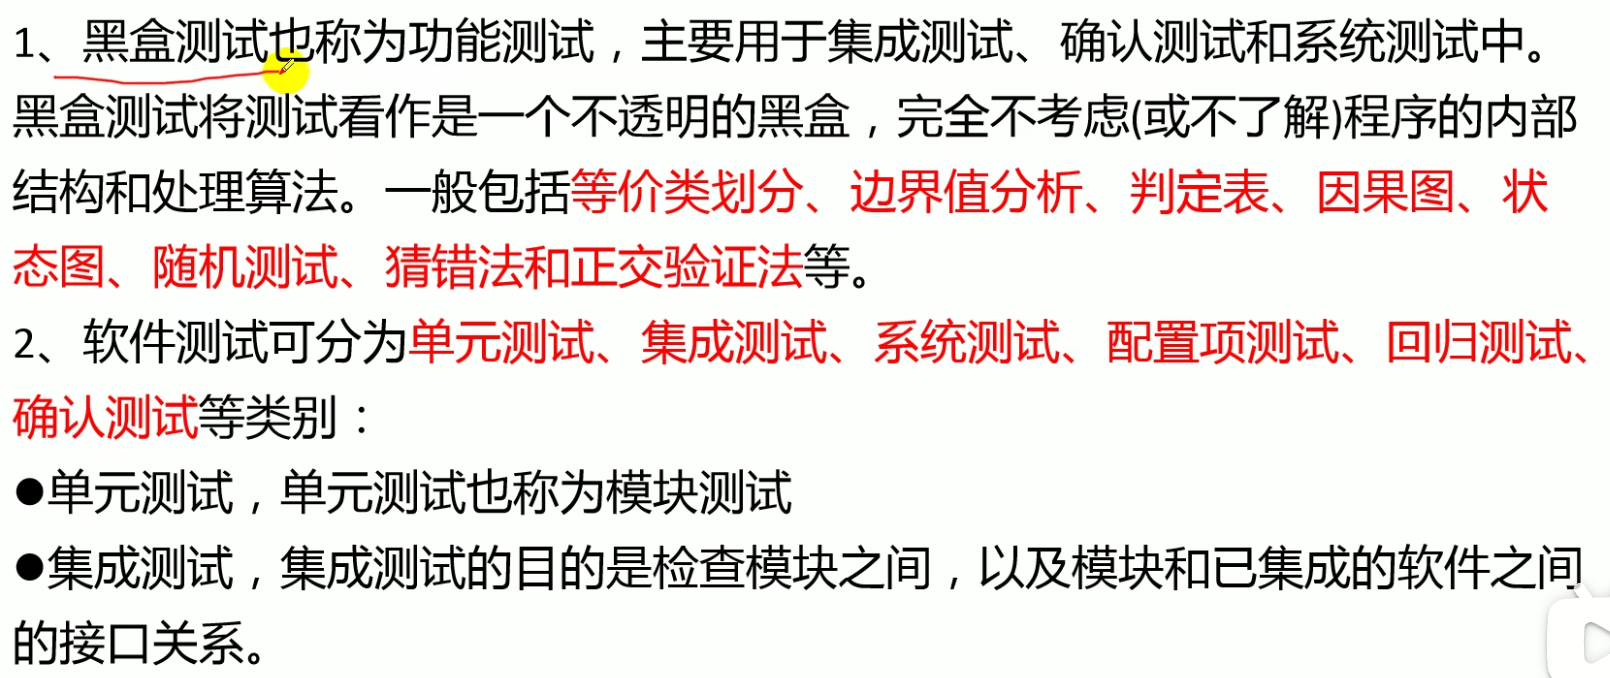 1、黑盒测试也称为功能测试，主要用于集成测试、确认测试和系统测试中。
黑盒测试将测试看作是一个不透明的黑盒，完全不考虑(或不了解)程序的内部
结构和处理算法。一般包括等价类划分、边界值分析、判定表、因果图、状
态图、随机测试、猜错法和正交验证法等。
2、软件测试可分为单元测试、集成测试、系统测试、配置项测试、回归测试、
确认测试等类别：
●单元测试，单元测试也称为模块测试
●集成测试，集成测试的目的是检查模块之间，以及模块和已集成的软件之间
的接口关系。